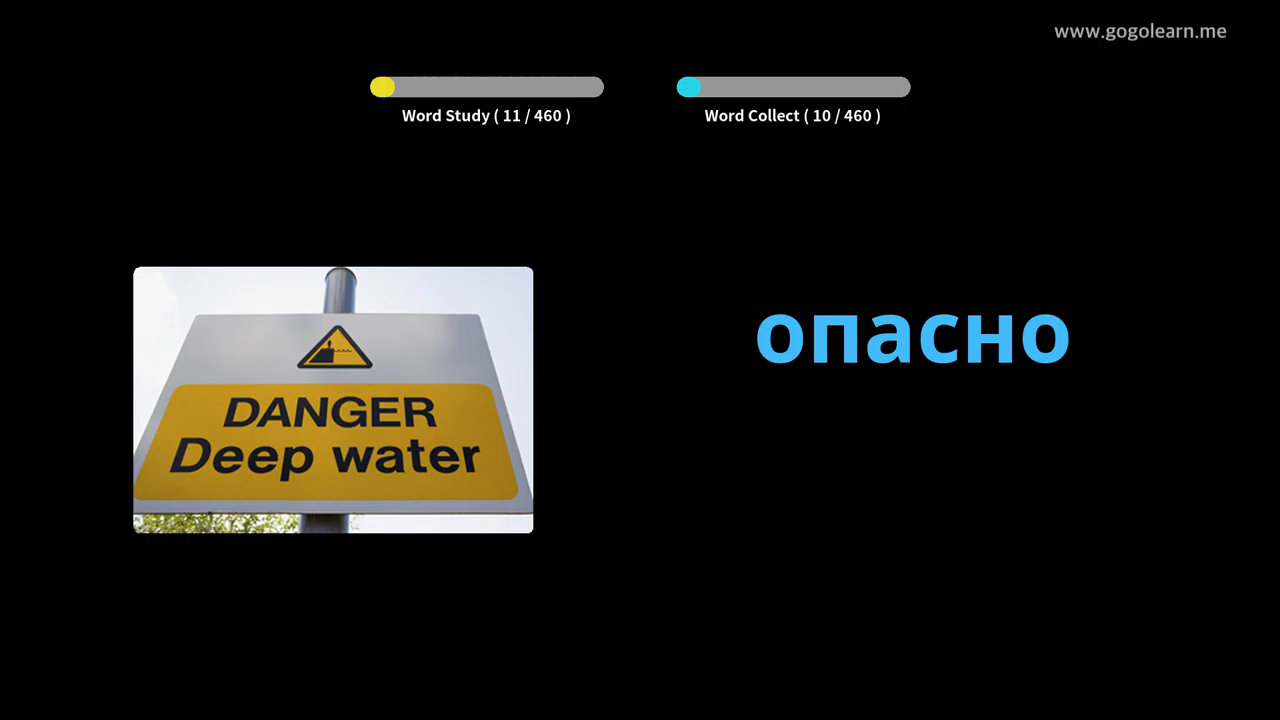 www.gogolearn.me
Word Study ( 11 / 460 )
Word Collect ( 10 / 460 )
DANGER
Deep water
опасно